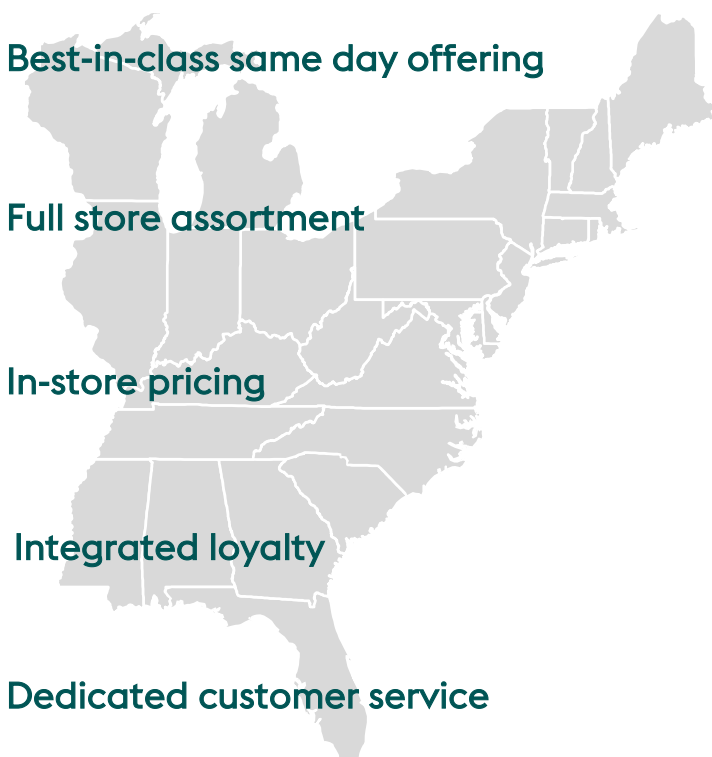 Best-in-class same day offering
Full store assortment
In-store pricing
Integrated loyalty
Dedicated customer service